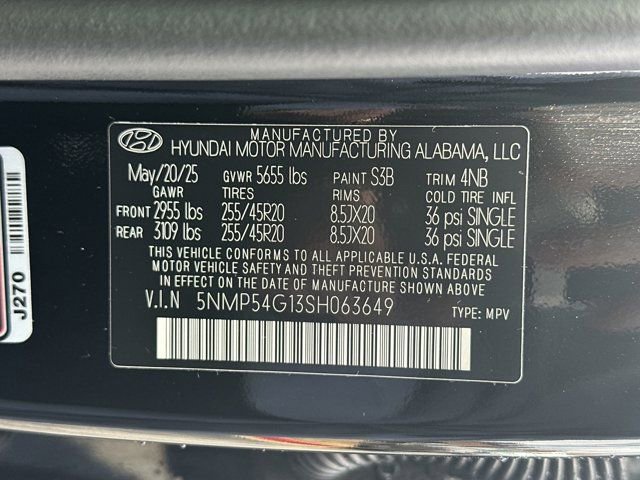 MANUFACTURED BY
HYUNDAI MOTOR MANUFACTURING ALABAMA, LLC
May/20/25 GVWR 5655 lbs PAINT S3B TRIM 4NB
GAWR TIRES RIMS COLD TIRE INFL
FRONT 2955 lbs 255/45R20 8.5JX20 36 psi SINGLE
REAR 3109 lbs 255/45R20 8.5JX20 36 psi SINGLE
THIS VEHICLE CONFORMS TO ALL APPLICABLE U.S.A. FEDERAL
MOTOR VEHICLE SAFETY AND THEFT PREVENTION STANDARDS
IN EFFECT ON THE DATE OF MANUFACTURE SHOWN ABOVE
V.I.N 5NMP54G13SH063649
TYPE: MPV
J270